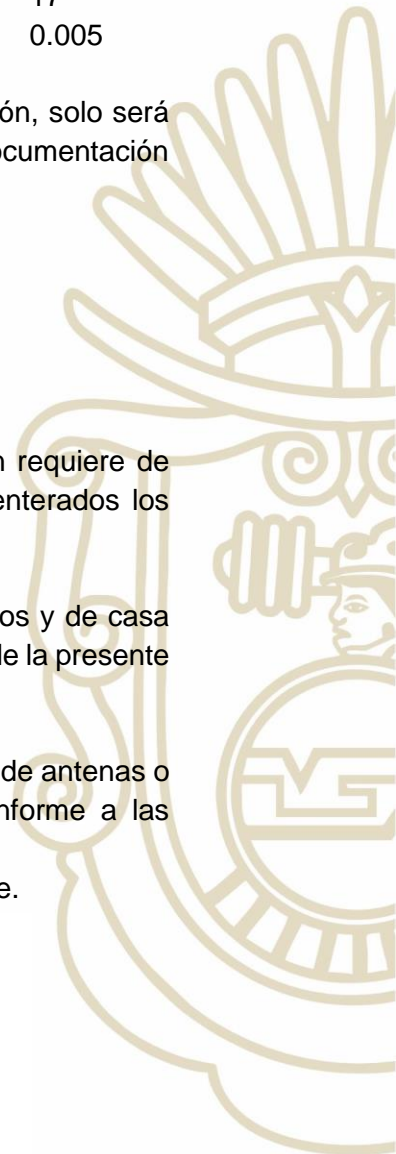 0.005
ón, solo será
ocumentación
n requiere de
enterados los
os y de casa
de la presente
de antenas o
nforme a las
e.